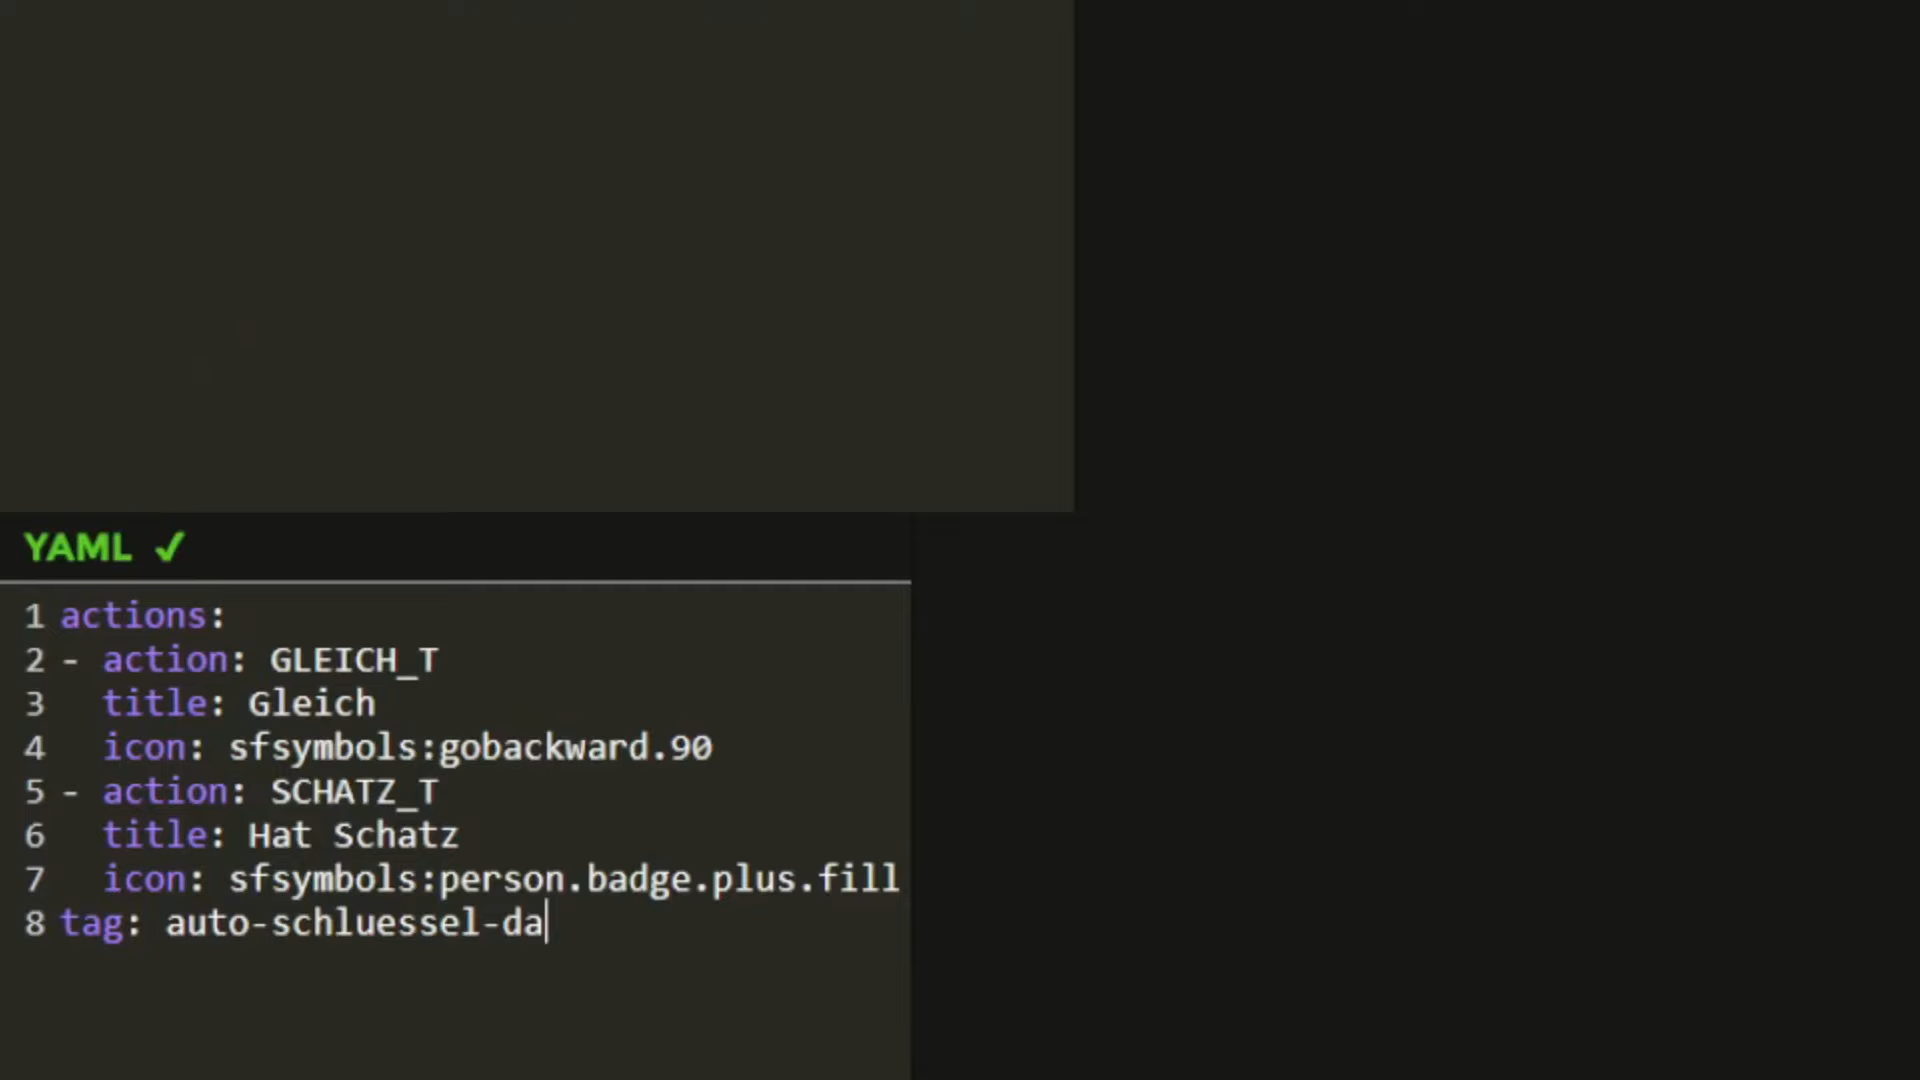 YAML ✓
1 actions:
2 - action: GLEICH_T
3 title: Gleich
4 icon: sfsymbols:gobackward.90
5 - action: SCHATZ_T
6 title: Hat Schatz
7 icon: sfsymbols:person.badge.plus.fill
8 tag: auto-schluessel-da